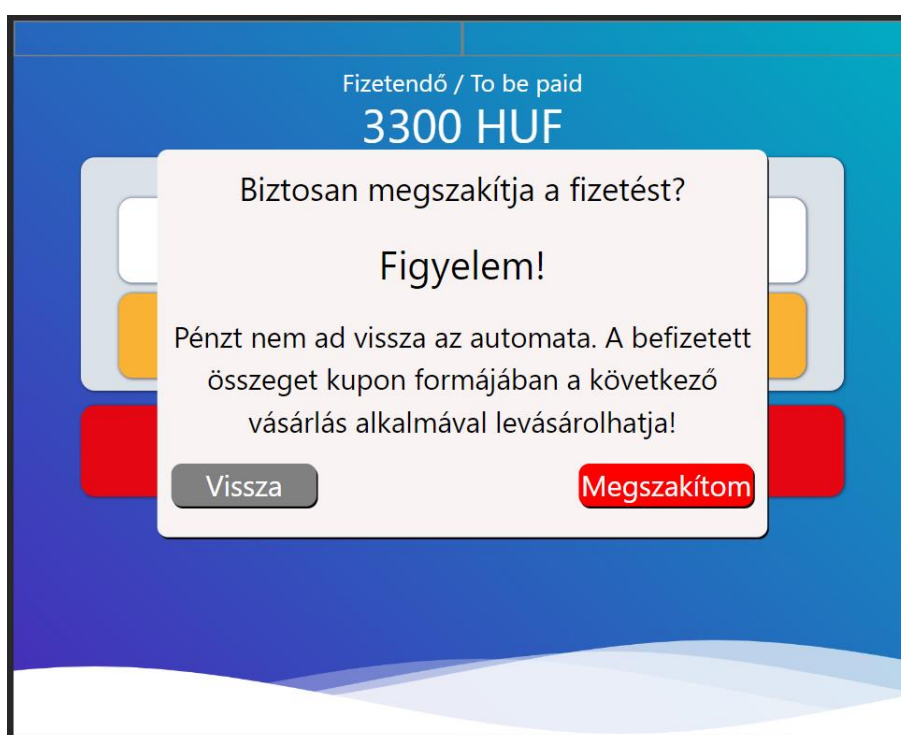 Fizetendő / To be paid
3300 HUF
Biztosan megszakítja a fizetést?
Figyelem!
Pénzt nem ad vissza az automata. A befizetett
összeget kupon formájában a következő
vásárlás alkalmával levásárolhatja!
Vissza
Megszakítom